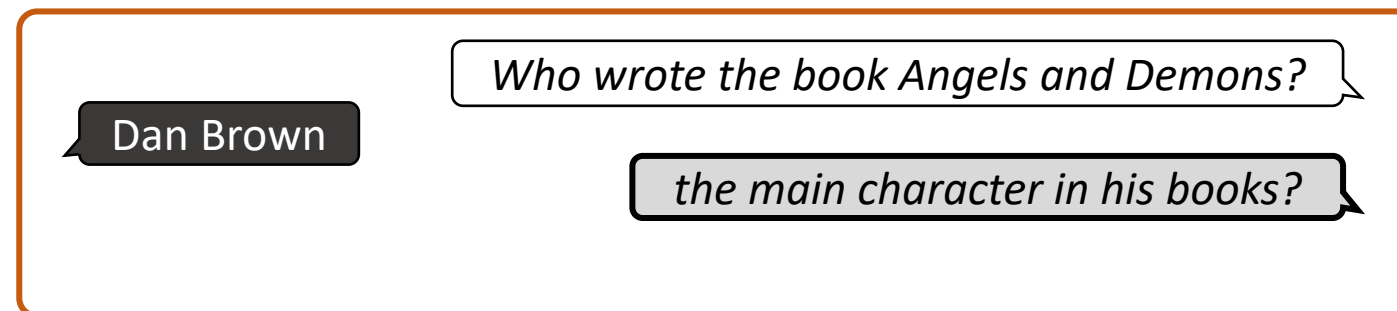 Who wrote the book Angels and Demons?
Dan Brown
the main character in his books?